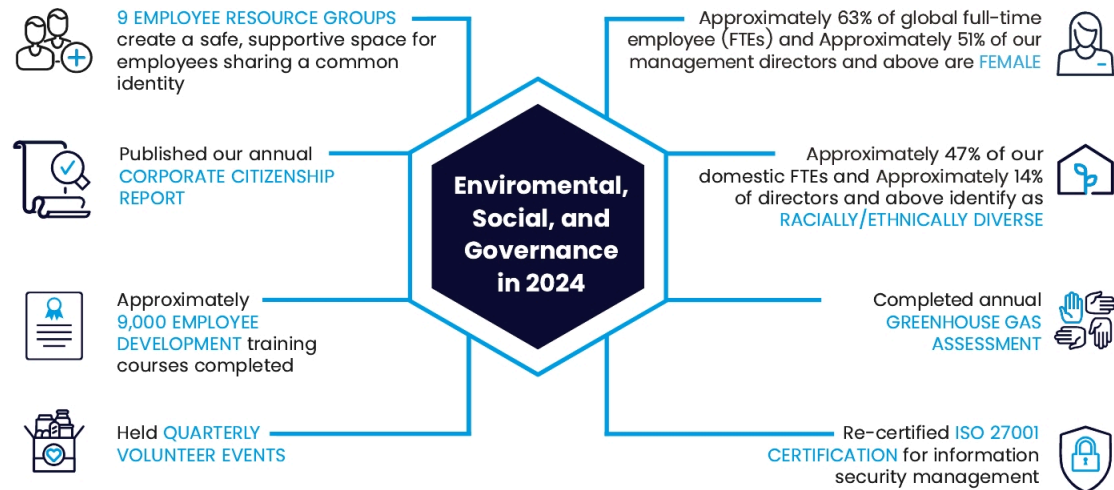 9 EMPLOYEE RESOURCE GROUPS
create a safe, supportive space for
employees sharing a common
identity
Published our annual
CORPORATE CITIZENSHIP
REPORT
Approximately
9,000 EMPLOYEE
DEVELOPMENT training
courses completed
Held QUARTERLY
VOLUNTEER EVENTS
Enviromental,
Social, and
Governance
in 2024
Approximately 63% of global full-time
employee (FTEs) and Approximately 51% of our
management directors and above are FEMALE
Approximately 47% of our
domestic FTEs and Approximately 14%
of directors and above identify as
RACIALLY/ETHNICALLY DIVERSE
Completed annual
GREENHOUSE GAS
ASSESSMENT
Re-certified ISO 27001
CERTIFICATION for information
security management